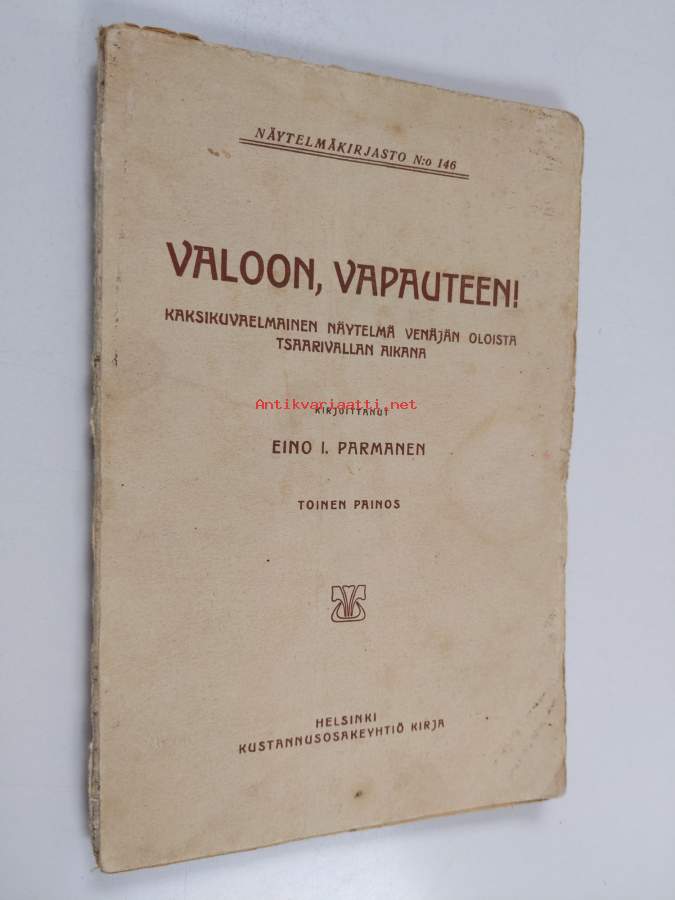 NÄYTELMÄKIRJASTO N:o 146
VALOON, VAPAUTEEN!
KAKSIKUVAELMAINEN NÄYTELMÄ VENÄJÄN OLOISTA
TSAARIVALLAN AIKANA
Antikvariaatti.net
KIRJOITTANUT
EINO I. PARMANEN
TOINEN PAINOS
HELSINKI
KUSTANNUSOSAKEYHTIÖ KIRJA